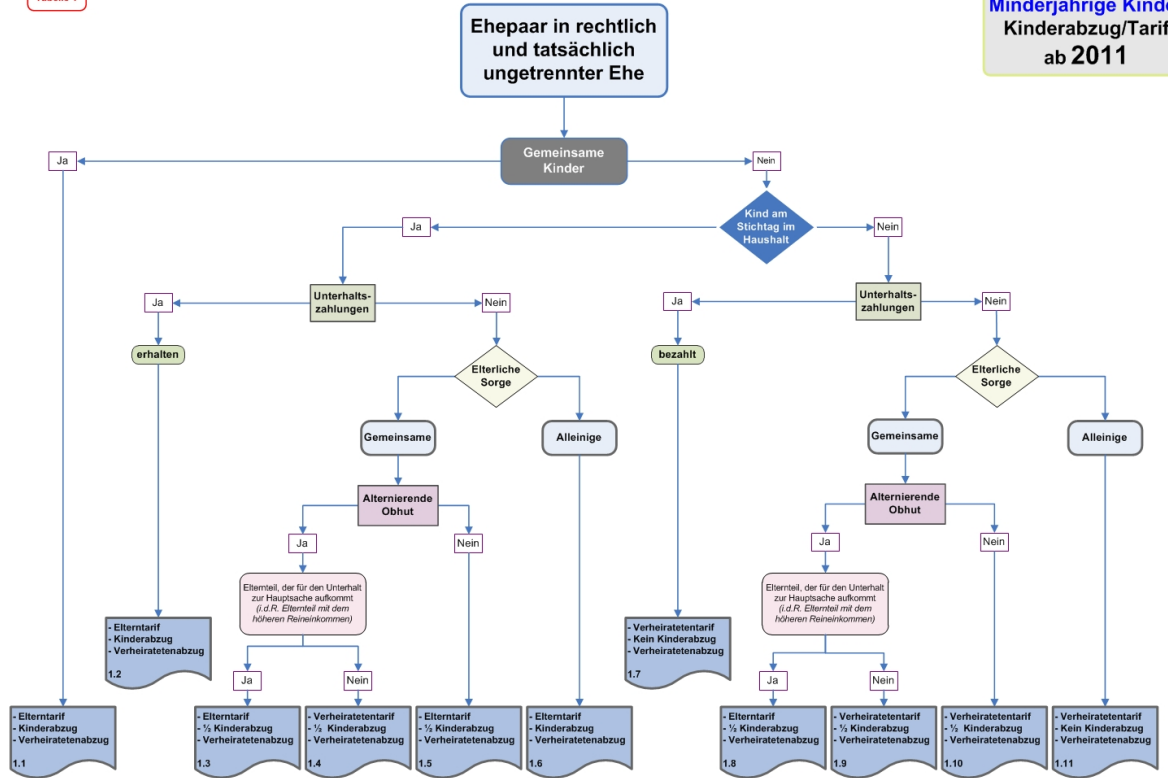 Tabelle 1
Minderjährige Kinde
Kinderabzug/Tarif
ab 2011
Ehepaar in rechtlich
und tatsächlich
ungetrennter Ehe
Gemeinsame
Kinder
Ja
Nein
Kind am
Stichtag im
Haushalt
Ja
Nein
Unterhalts-
zahlungen
Ja
Nein
Unterhalts-
zahlungen
Ja
Nein
erhalten
Elterliche
Sorge
bezahlt
Elterliche
Sorge
Gemeinsame
Alleinige
Gemeinsame
Alleinige
Alternierende
Obhut
Alternierende
Obhut
Ja
Nein
Ja
Nein
Elternteil, der für den Unterhalt
zur Hauptsache aufkommt
(i.d.R. Elternteil mit dem
höheren Reineinkommen)
Elternteil, der für den Unterhalt
zur Hauptsache aufkommt
(i.d.R. Elternteil mit dem
höheren Reineinkommen)
- Elterntarif
- Kinderabzug
- Verheiratetenabzug
1.2
- Verheiratetentarif
- Kein Kinderabzug
- Verheiratetenabzug
1.7
Ja
Nein
Ja
Nein
- Elterntarif
- Kinderabzug
- Verheiratetenabzug
1.1
- Elterntarif
- ½ Kinderabzug
- Verheiratetenabzug
1.3
- Verheiratetentarif
- ½ Kinderabzug
- Verheiratetenabzug
1.4
- Elterntarif
- ½ Kinderabzug
- Verheiratetenabzug
1.5
- Elterntarif
- Kinderabzug
- Verheiratetenabzug
1.6
- Elterntarif
- ½ Kinderabzug
- Verheiratetenabzug
1.8
- Verheiratetentarif
- ½ Kinderabzug
- Verheiratetenabzug
1.9
- Verheiratetentarif
- ½ Kinderabzug
- Verheiratetenabzug
1.10
- Verheiratetentarif
- Kein Kinderabzug
- Verheiratetenabzug
1.11